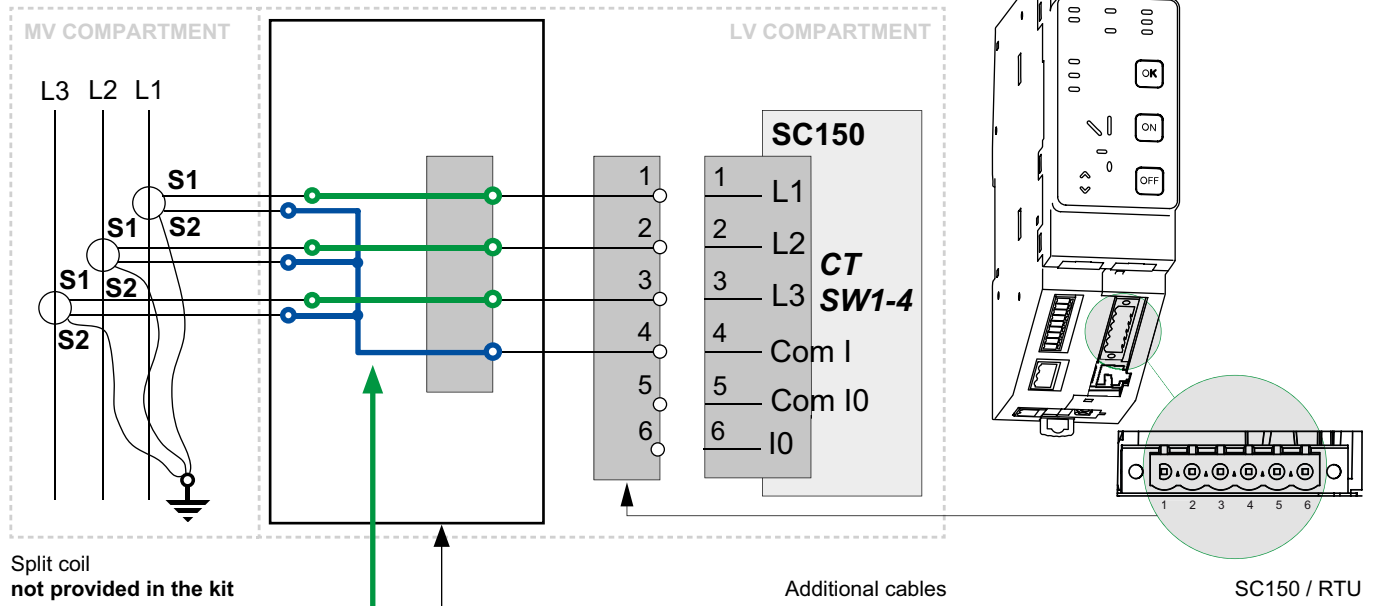 MV COMPARTMENT
LV COMPARTMENT
L3 L2 L1
S1
S2
S1
S2
S1
S2
1
2
3
4
5
6
SC150
1 L1
2 L2
3 L3
4 Com I
5 Com I0
6 I0
CT
SW1-4
OK
ON
OFF
1 2 3 4 5 6
Split coil
not provided in the kit
Additional cables
SC150 / RTU